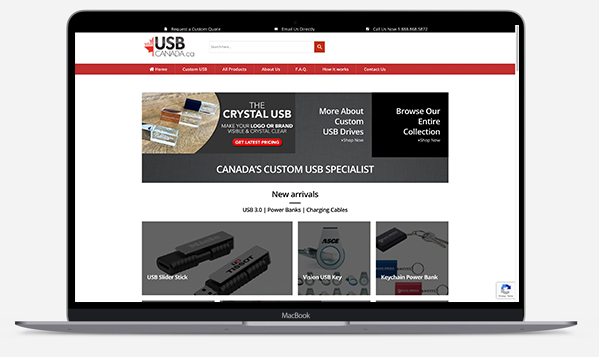 Request a Custom Quote
Email Us Directly
Call Us Now 1.888.868.5872
USB
CANADA.ca
Search here...
Home
Custom USB
All Products
About Us
F.A.Q.
How it works
Contact Us
THE
CRYSTAL USB
MAKE YOUR LOGO OR BRAND
VISIBLE & CRYSTAL CLEAR
GET LATEST PRICING
More About
Custom
USB Drives
»Shop Now
Browse Our
Entire
Collection
»Shop Now
CANADA'S CUSTOM USB SPECIALIST
New arrivals
USB 3.0 | Power Banks | Charging Cables
TISSOT
ASCE
USB Slider Stick
Vision USB Key
Keychain Power Bank
Privacy - Terms
MacBook